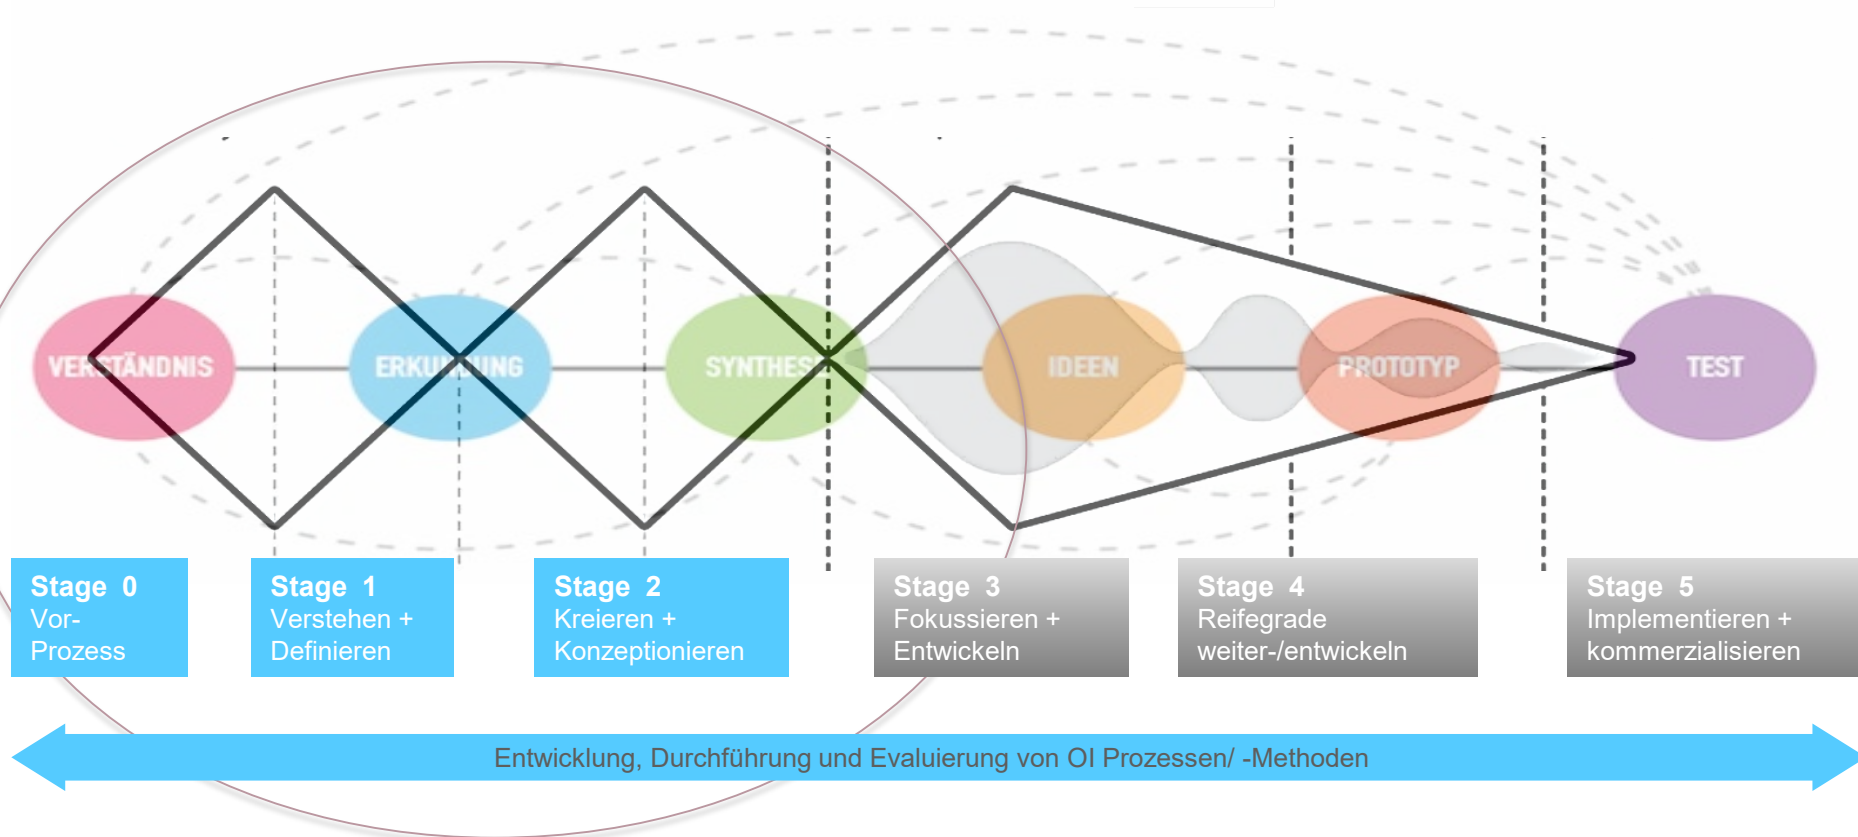 VERSTÄNDNIS
ERKUNDUNG
SYNTHESE
IDEEN
PROTOTYP
TEST
Stage 0
Vor-
Prozess
Stage 1
Verstehen +
Definieren
Stage 2
Kreieren +
Konzeptionieren
Stage 3
Fokussieren +
Entwickeln
Stage 4
Reifegrade
weiter-/entwickeln
Stage 5
Implementieren +
kommerzialisieren
Entwicklung, Durchführung und Evaluierung von OI Prozessen/ -Methoden